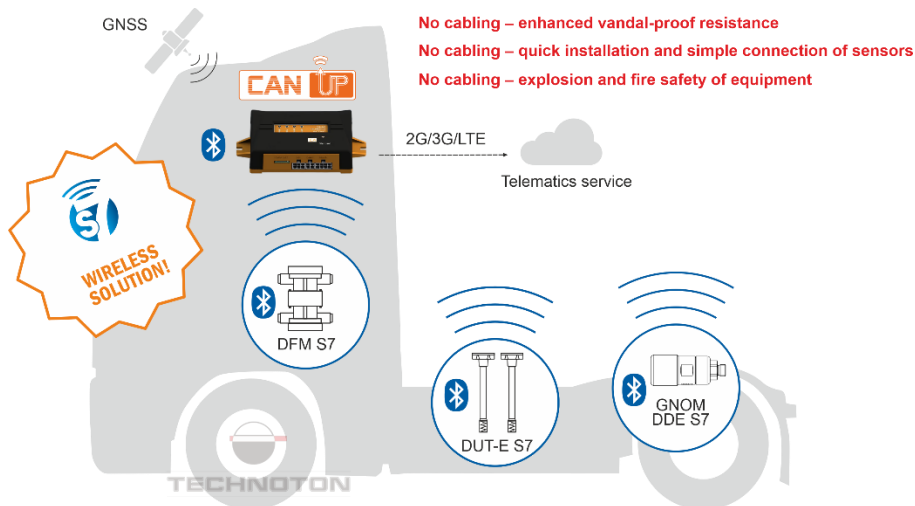 GNSS
No cabling – enhanced vandal-proof resistance
No cabling – quick installation and simple connection of sensors
No cabling – explosion and fire safety of equipment
CAN UP
2G/3G/LTE
Telematics service
S
WIRELESS
SOLUTION!
DFM S7
DUT-E S7
GNOM
DDE S7
TECHNOTON